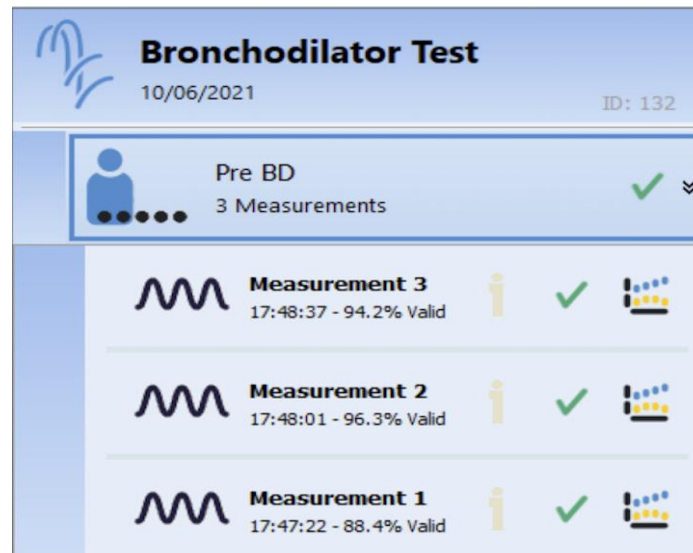 Bronchodilator Test
10/06/2021
ID: 132
Pre BD
3 Measurements
Measurement 3
17:48:37 - 94.2% Valid
Measurement 2
17:48:01 - 96.3% Valid
Measurement 1
17:47:22 - 88.4% Valid